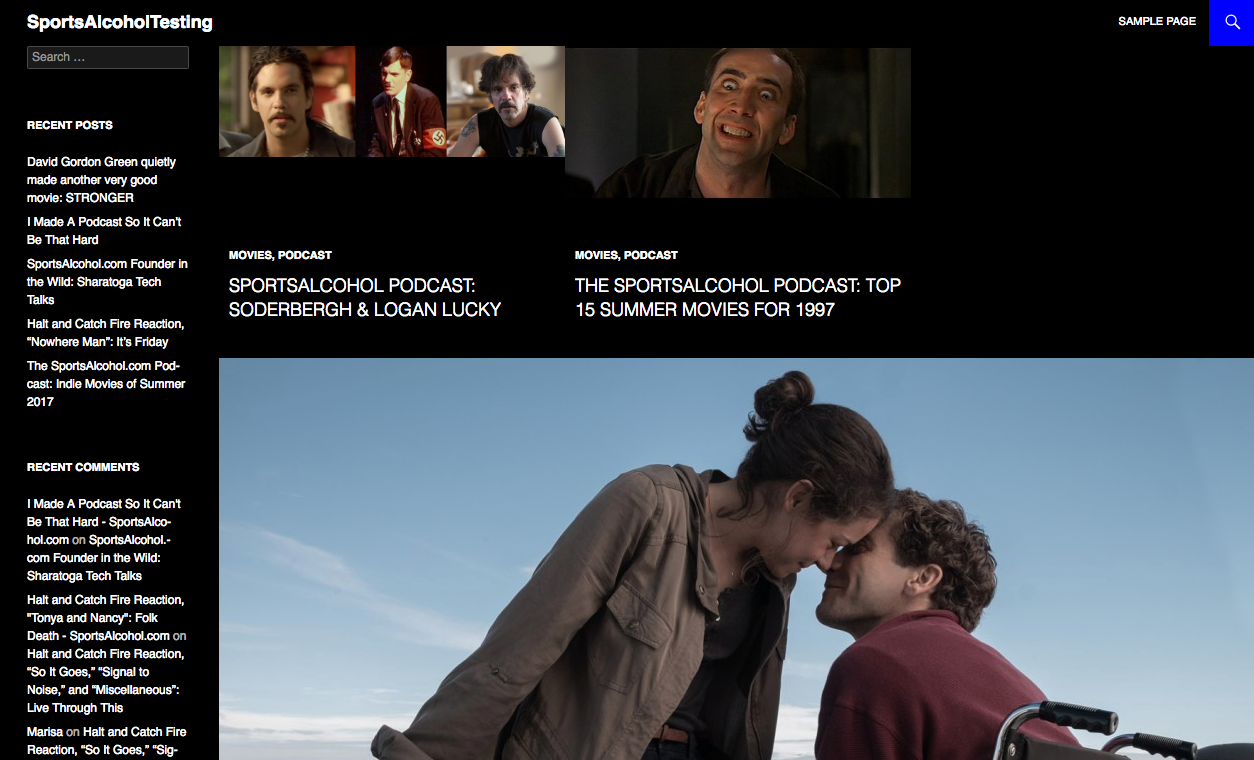 SportsAlcoholTesting
SAMPLE PAGE
Search …
RECENT POSTS
David Gordon Green quietly
made another very good
movie: STRONGER
I Made A Podcast So It Can't
Be That Hard
SportsAlcohol.com Founder in
the Wild: Sharatoga Tech
Talks
Halt and Catch Fire Reaction,
“Nowhere Man”: It’s Friday
The SportsAlcohol.com Pod-
cast: Indie Movies of Summer
2017
RECENT COMMENTS
I Made A Podcast So It Can't
Be That Hard - SportsAlco-
hol.com on SportsAlcohol.-
com Founder in the Wild:
Sharatoga Tech Talks
Halt and Catch Fire Reaction,
"Tonya and Nancy": Folk
Death - SportsAlcohol.com on
Halt and Catch Fire Reaction,
“So It Goes,” “Signal to
Noise,” and “Miscellaneous”:
Live Through This
Marisa on Halt and Catch Fire
Reaction, “So It Goes,” “Sig-
MOVIES, PODCAST
SPORTSALCOHOL PODCAST:
SODERBERGH & LOGAN LUCKY
MOVIES, PODCAST
THE SPORTSALCOHOL PODCAST: TOP
15 SUMMER MOVIES FOR 1997